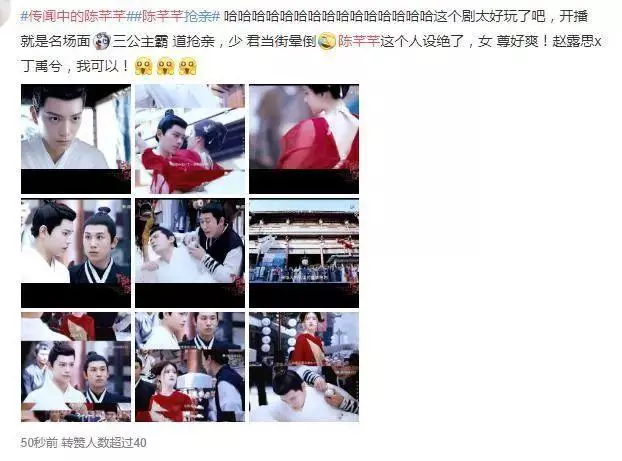 #传闻中的陈芊芊##陈芊芊抢亲# 哈哈哈哈哈哈哈哈哈哈哈哈哈哈哈这个剧太好玩了吧，开播
就是名场面 三公主霸 道抢亲，少 君当街晕倒 陈芊芊这个人设绝了，女 尊好爽！赵露思x
丁禹兮，我可以！
50秒前 转赞人数超过40